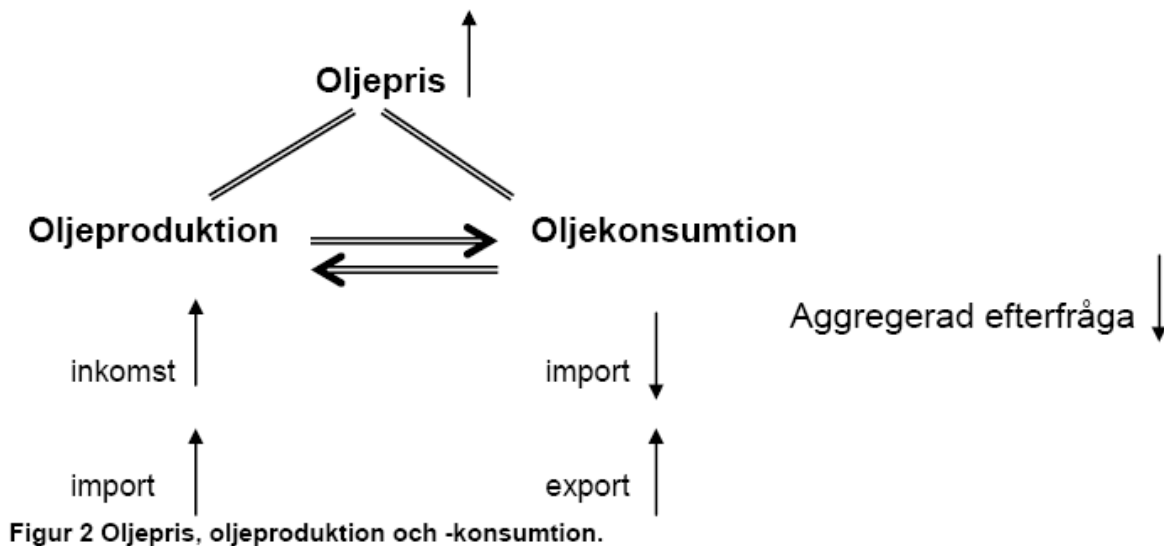 Oljepris
Oljeproduktion
Oljekonsumtion
Aggregerad efterfråga
inkomst
import
import
export
Figur 2 Oljepris, oljeproduktion och -konsumtion.